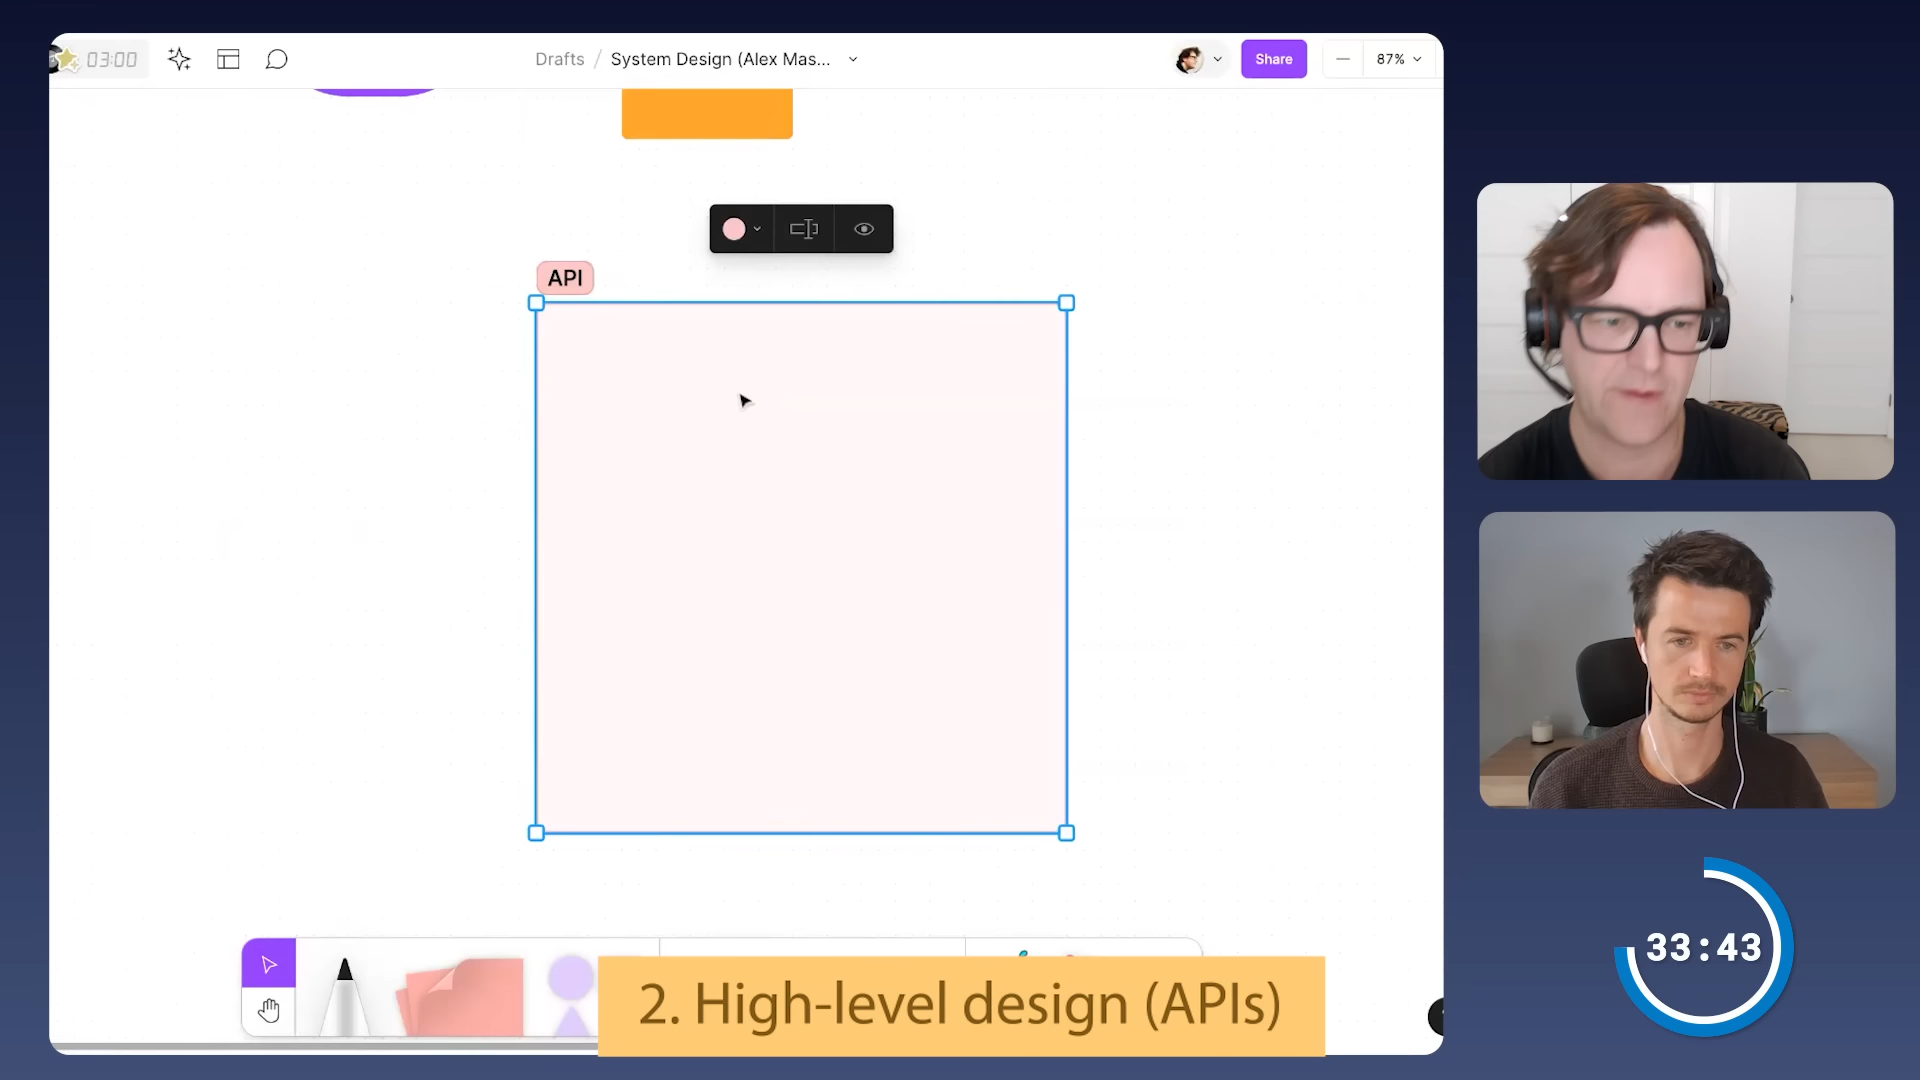 03:00
Drafts / System Design (Alex Mas...
Share
87%
API
33:43
2. High-level design (APIs)